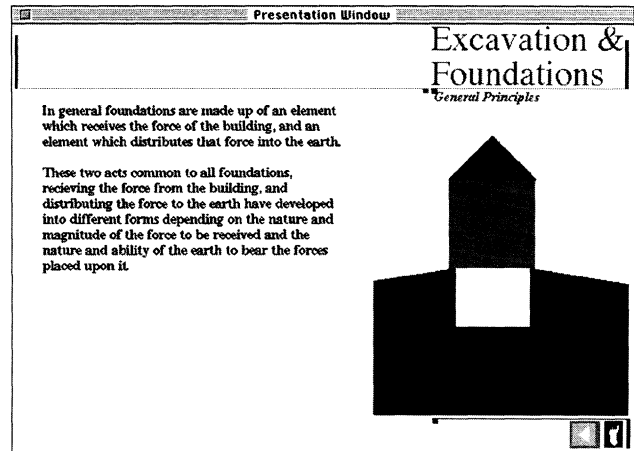 Presentation Window
Excavation &
Foundations
General Principles
In general foundations are made up of an element
which receives the force of the building, and an
element which distributes that force into the earth.
These two acts common to all foundations,
recieving the force from the building, and
distributing the force to the earth have developed
into different forms depending on the nature and
magnitude of the force to be received and the
nature and ability of the earth to bear the forces
placed upon it.